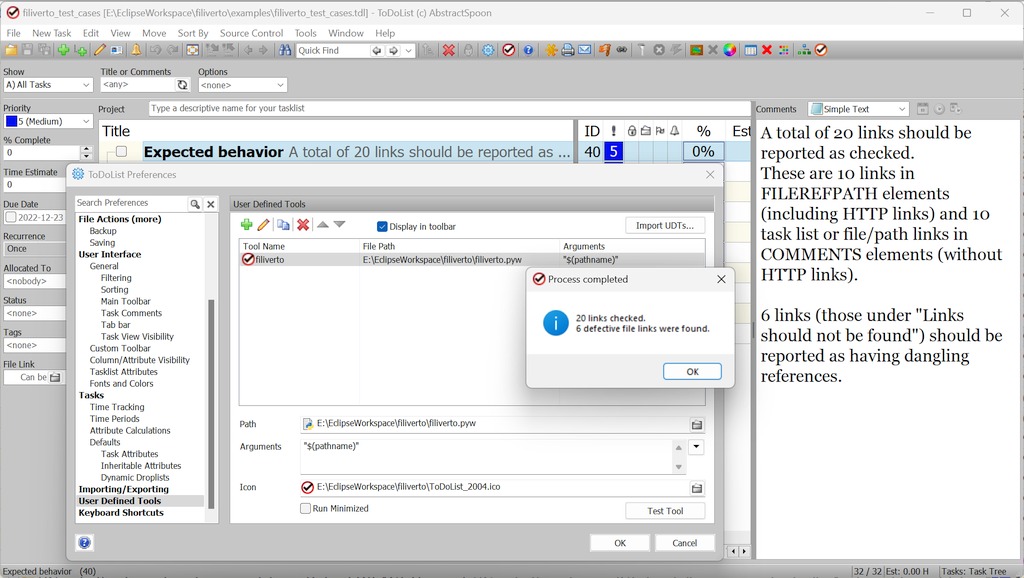 filiverto_test_cases [E:\EclipseWorkspace\filiverto\examples\filiverto_test_cases.tdl] - ToDoList (c) AbstractSpoon
File New Task Edit View Move Sort By Source Control Tools Window Help
Quick Find
Show
Title or Comments
Options
A) All Tasks
<any>
<none>
Priority
5 (Medium)
% Complete
0
Time Estimate
0
Due Date
2022-12-23
Recurrence
Once
Allocated To
<nobody>
Status
<none>
Tags
<none>
File Link
Can be
Project
Type a descriptive name for your tasklist
Title
ID ! % Est
Expected behavior A total of 20 links should be reported as ... 40 5 0%
Comments
Simple Text
A total of 20 links should be
reported as checked.
These are 10 links in
FILEREFPATH elements
(including HTTP links) and 10
task list or file/path links in
COMMENTS elements (without
HTTP links).
6 links (those under "Links
should not be found") should be
reported as having dangling
references.
ToDoList Preferences
Search Preferences
File Actions (more)
Backup
Saving
User Interface
General
Filtering
Sorting
Main Toolbar
Task Comments
Tab bar
Task View Visibility
Custom Toolbar
Column/Attribute Visibility
Tasklist Attributes
Fonts and Colors
Tasks
Time Tracking
Time Periods
Attribute Calculations
Defaults
Task Attributes
Inheritable Attributes
Dynamic Droplists
Importing/Exporting
User Defined Tools
Keyboard Shortcuts
User Defined Tools
Display in toolbar
Import UDTs...
Tool Name File Path Arguments
filiverto E:\EclipseWorkspace\filiverto\filiverto.pyw "$(pathname)"
Process completed
20 links checked.
6 defective file links were found.
OK
Path
E:\EclipseWorkspace\filiverto\filiverto.pyw
Arguments
"$(pathname)"
Icon
E:\EclipseWorkspace\filiverto\ToDoList_2004.ico
Run Minimized
Test Tool
OK
Cancel
Expected behavior (40)
32 / 32 Est: 0.00 H Tasks: Task Tree